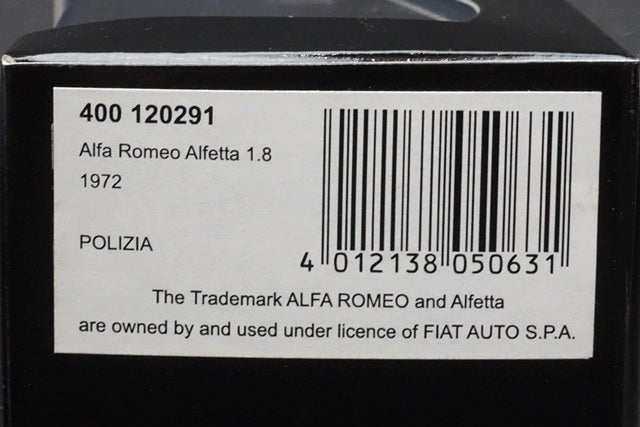 400 120291
Alfa Romeo Alfetta 1.8
1972
POLIZIA
4 012138 050631
The Trademark ALFA ROMEO and Alfetta
are owned by and used under licence of FIAT AUTO S.P.A.